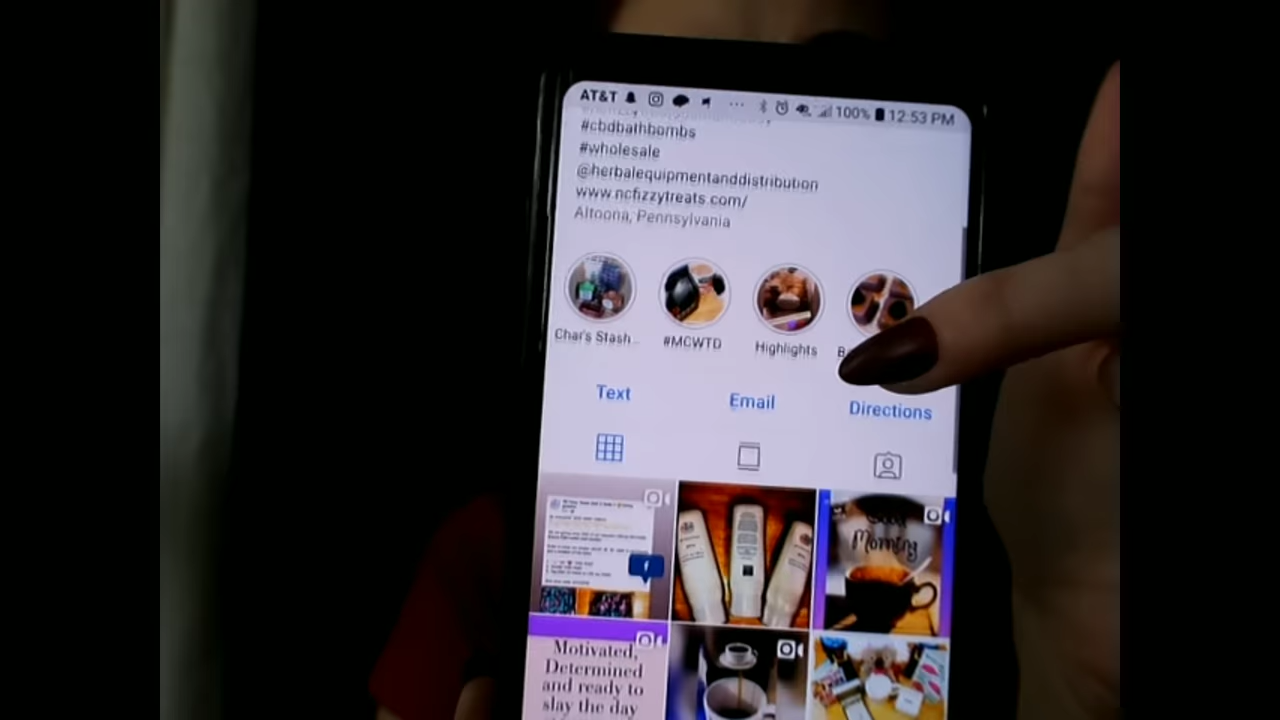 AT&T 100% 12:53 PM
#cbdbathbombs
#wholesale
@herbalequipmentanddistribution
www.ncfizzytreats.com/
Altoona, Pennsylvania
Char's Stash... #MCWTD Highlights B
Text Email Directions
Morning
Motivated,
Determined
and ready to
slay the day